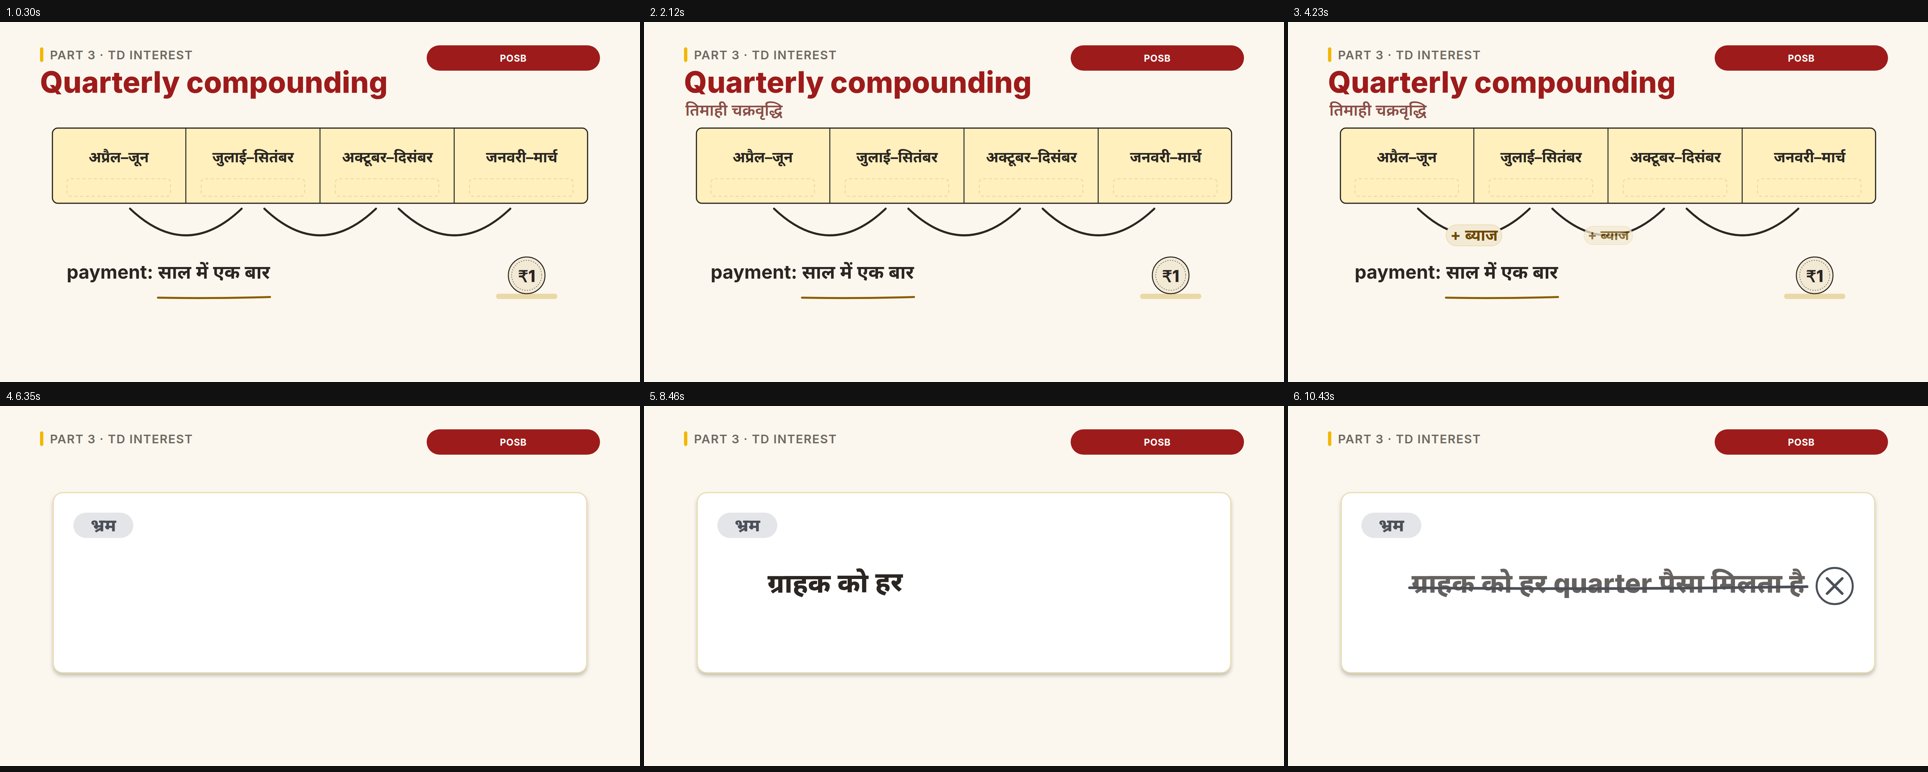 1. 0.30s
PART 3 · TD INTEREST
POSB
Quarterly compounding
अप्रैल–जून
जुलाई–सितंबर
अक्टूबर–दिसंबर
जनवरी–मार्च
payment: साल में एक बार
₹1
2. 2.12s
PART 3 · TD INTEREST
POSB
Quarterly compounding
तिमाही चक्रवृद्धि
अप्रैल–जून
जुलाई–सितंबर
अक्टूबर–दिसंबर
जनवरी–मार्च
payment: साल में एक बार
₹1
3. 4.23s
PART 3 · TD INTEREST
POSB
Quarterly compounding
तिमाही चक्रवृद्धि
अप्रैल–जून
जुलाई–सितंबर
अक्टूबर–दिसंबर
जनवरी–मार्च
+ ब्याज
+ ब्याज
payment: साल में एक बार
₹1
4. 6.35s
PART 3 · TD INTEREST
POSB
भ्रम
5. 8.46s
PART 3 · TD INTEREST
POSB
भ्रम
ग्राहक को हर
6. 10.43s
PART 3 · TD INTEREST
POSB
भ्रम
ग्राहक को हर quarter पैसा मिलता है